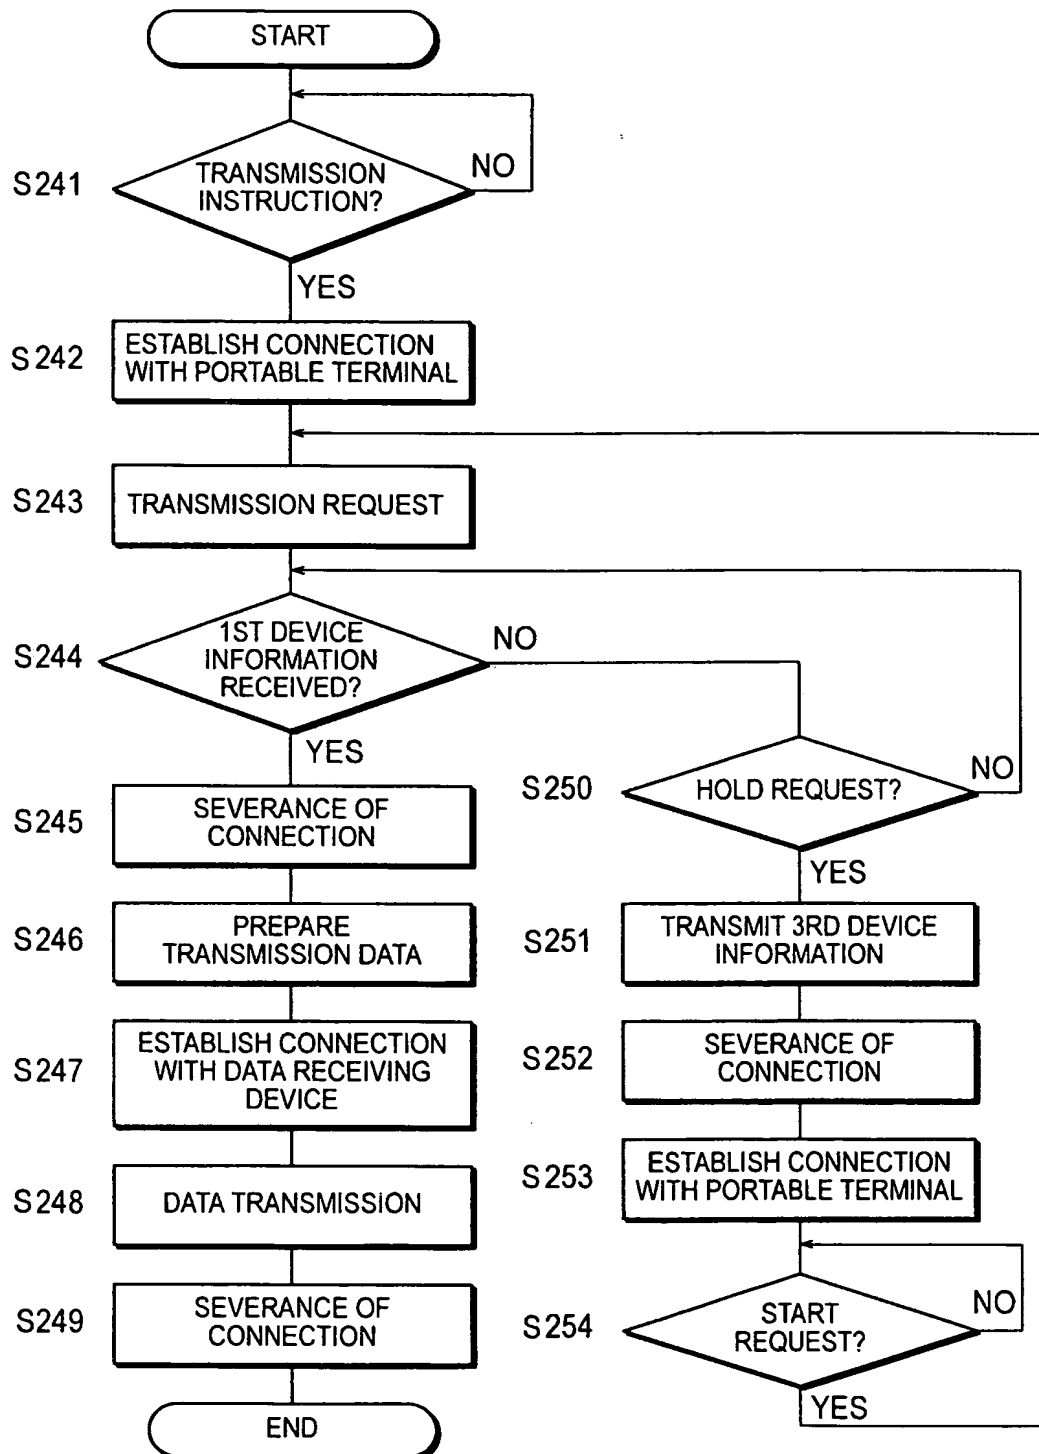 START
S241
TRANSMISSION
INSTRUCTION?
NO
YES
S242
ESTABLISH CONNECTION
WITH PORTABLE TERMINAL
S243
TRANSMISSION REQUEST
S244
1ST DEVICE
INFORMATION
RECEIVED?
NO
YES
S245
SEVERANCE OF
CONNECTION
S246
PREPARE
TRANSMISSION DATA
S247
ESTABLISH CONNECTION
WITH DATA RECEIVING
DEVICE
S248
DATA TRANSMISSION
S249
SEVERANCE OF
CONNECTION
END
S250
HOLD REQUEST?
NO
YES
S251
TRANSMIT 3RD DEVICE
INFORMATION
S252
SEVERANCE OF
CONNECTION
S253
ESTABLISH CONNECTION
WITH PORTABLE TERMINAL
S254
START
REQUEST?
NO
YES